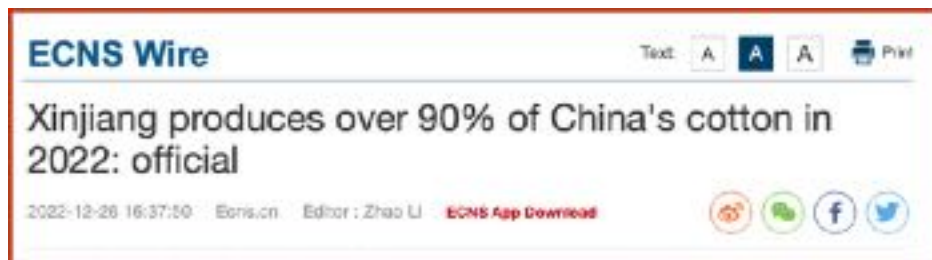 ECNS Wire
Text A A A Print
Xinjiang produces over 90% of China's cotton in
2022: official
2022-12-26 16:37:50 Ecns.cn Editor : Zhao Li ECNS App Download